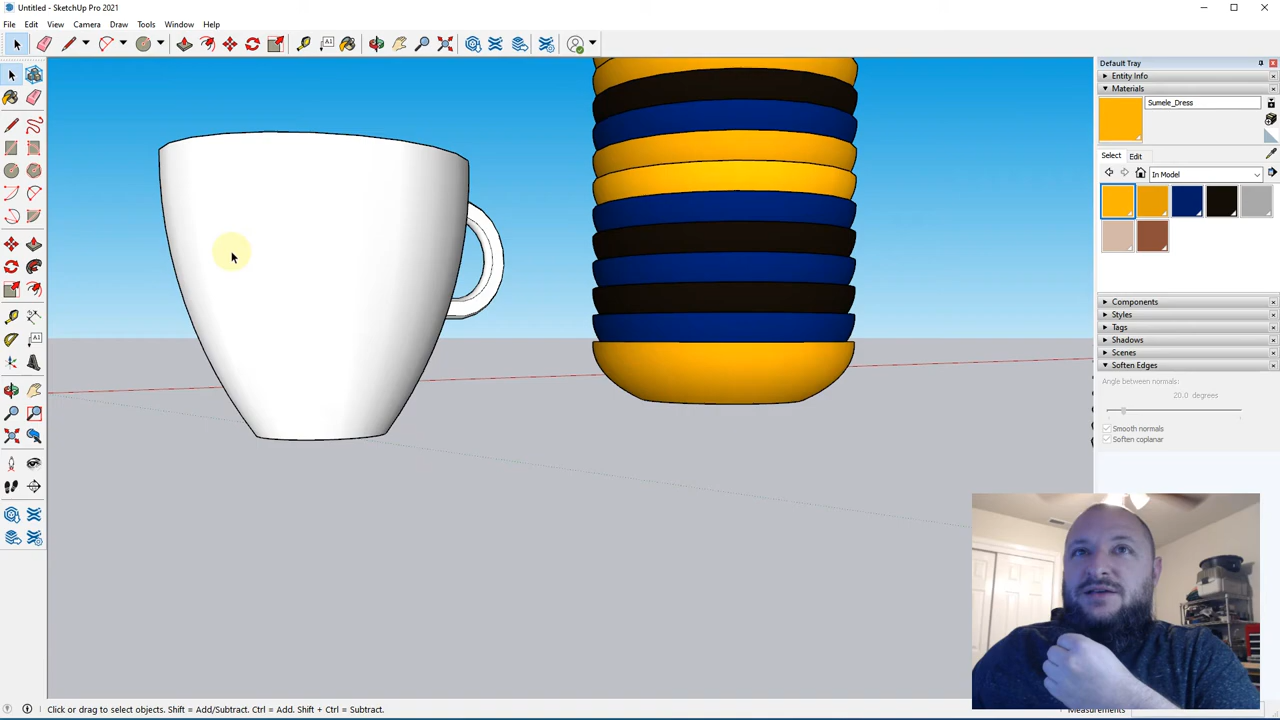 Untitled - SketchUp Pro 2021
File Edit View Camera Draw Tools Window Help
Default Tray
Entity Info
Materials
Sumele_Dress
Select Edit
In Model
Components
Styles
Tags
Shadows
Scenes
Soften Edges
Angle between normals:
20.0 degrees
Smooth normals
Soften coplanar
Click or drag to select objects. Shift = Add/Subtract. Ctrl = Add. Shift + Ctrl = Subtract.
Measurements